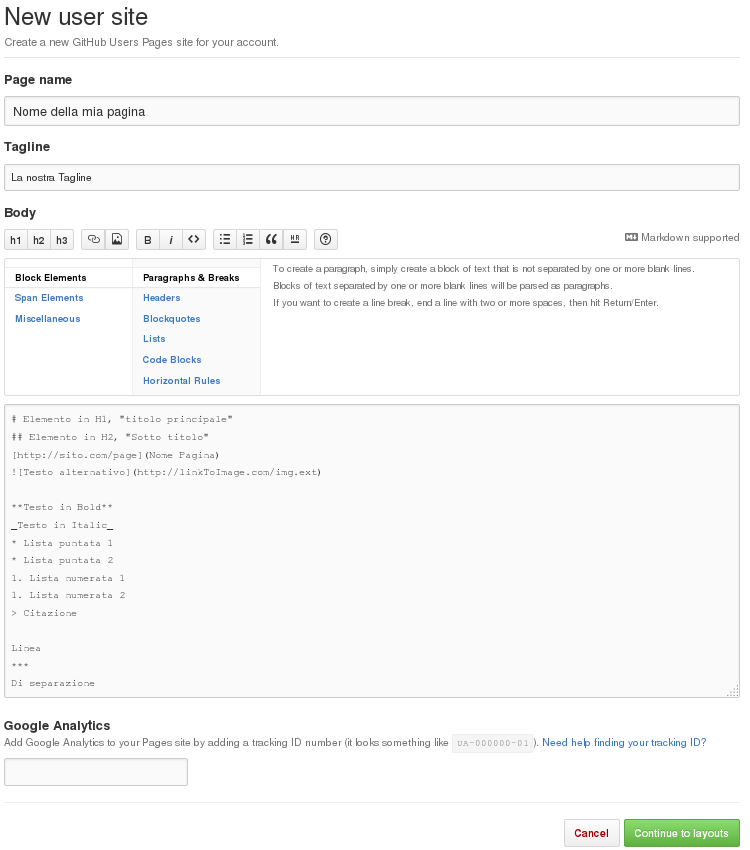 New user site
Create a new GitHub Users Pages site for your account.
Page name
Nome della mia pagina
Tagline
La nostra Tagline
Body
h1 h2 h3 B i <> HR ? Markdown supported
Block Elements
Span Elements
Miscellaneous
Paragraphs & Breaks
Headers
Blockquotes
Lists
Code Blocks
Horizontal Rules
To create a paragraph, simply create a block of text that is not separated by one or more blank lines.
Blocks of text separated by one or more blank lines will be parsed as paragraphs.
If you want to create a line break, end a line with two or more spaces, then hit Return/Enter.
# Elemento in H1, "titolo principale"
## Elemento in H2, "Sotto titolo"
[http://sito.com/page](Nome Pagina)
![Testo alternativo](http://linkToImage.com/img.ext)
**Testo in Bold**
_Testo in Italic_
* Lista puntata 1
* Lista puntata 2
1. Lista numerata 1
1. Lista numerata 2
> Citazione
Linea
***
Di separazione
Google Analytics
Add Google Analytics to your Pages site by adding a tracking ID number (it looks something like UA-000000-01). Need help finding your tracking ID?
Cancel Continue to layouts